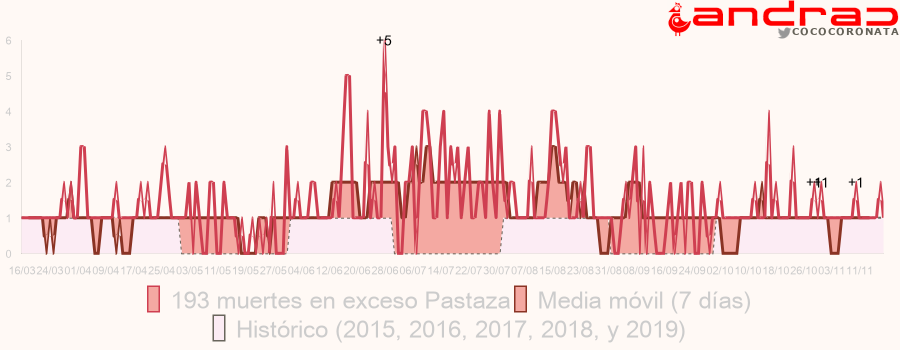 andrac
COCOCORONATA
6
+5
5
4
3
2
++1
+1
1
0
16/03 24/03 01/04 09/04 17/04 25/04 03/05 11/05 19/05 27/05 04/06 12/06 20/06 28/06 06/07 14/07 22/07 30/07 07/08 15/08 23/08 31/08 08/09 16/09 24/09 02/10 10/10 18/10 26/10 03/11 11/11
193 muertes en exceso Pastaza Media móvil (7 días)
Histórico (2015, 2016, 2017, 2018, y 2019)